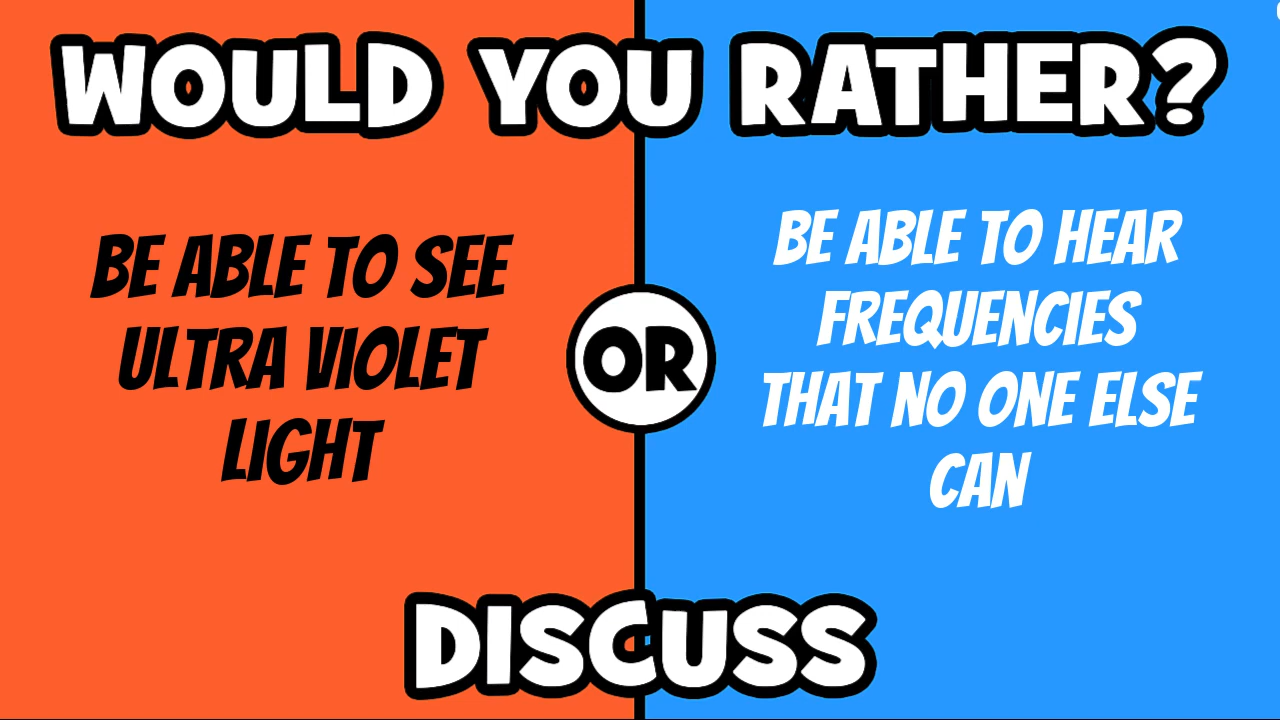 WOULD YOU RATHER?
BE ABLE TO SEE
ULTRA VIOLET
LIGHT
OR
BE ABLE TO HEAR
FREQUENCIES
THAT NO ONE ELSE
CAN
DISCUSS